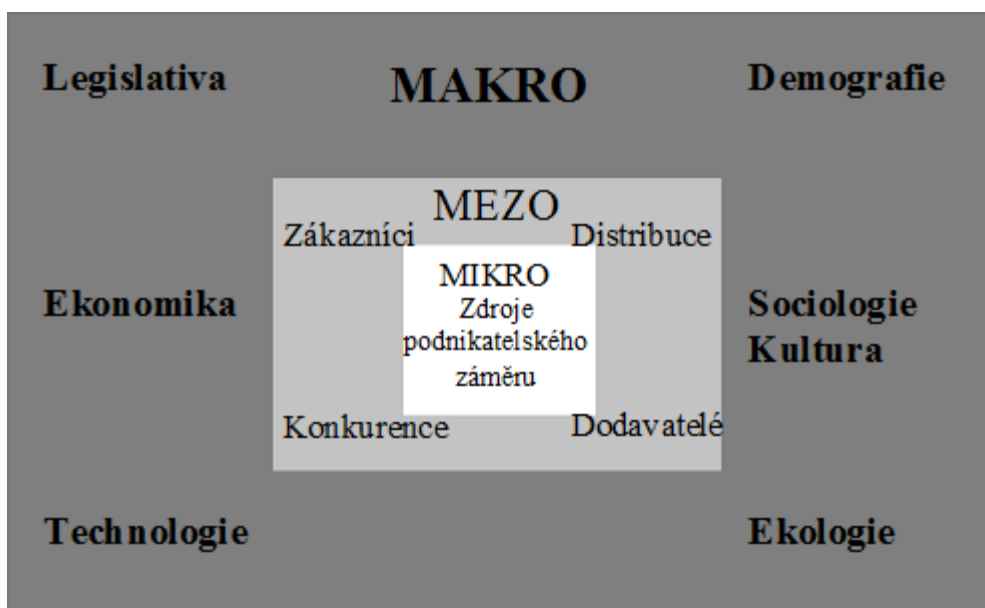 Legislativa
MAKRO
Demografie
MEZO
Zákazníci
Distribuce
MIKRO
Zdroje
podnikatelského
záměru
Ekonomika
Sociologie
Kultura
Konkurence
Dodavatelé
Technologie
Ekologie